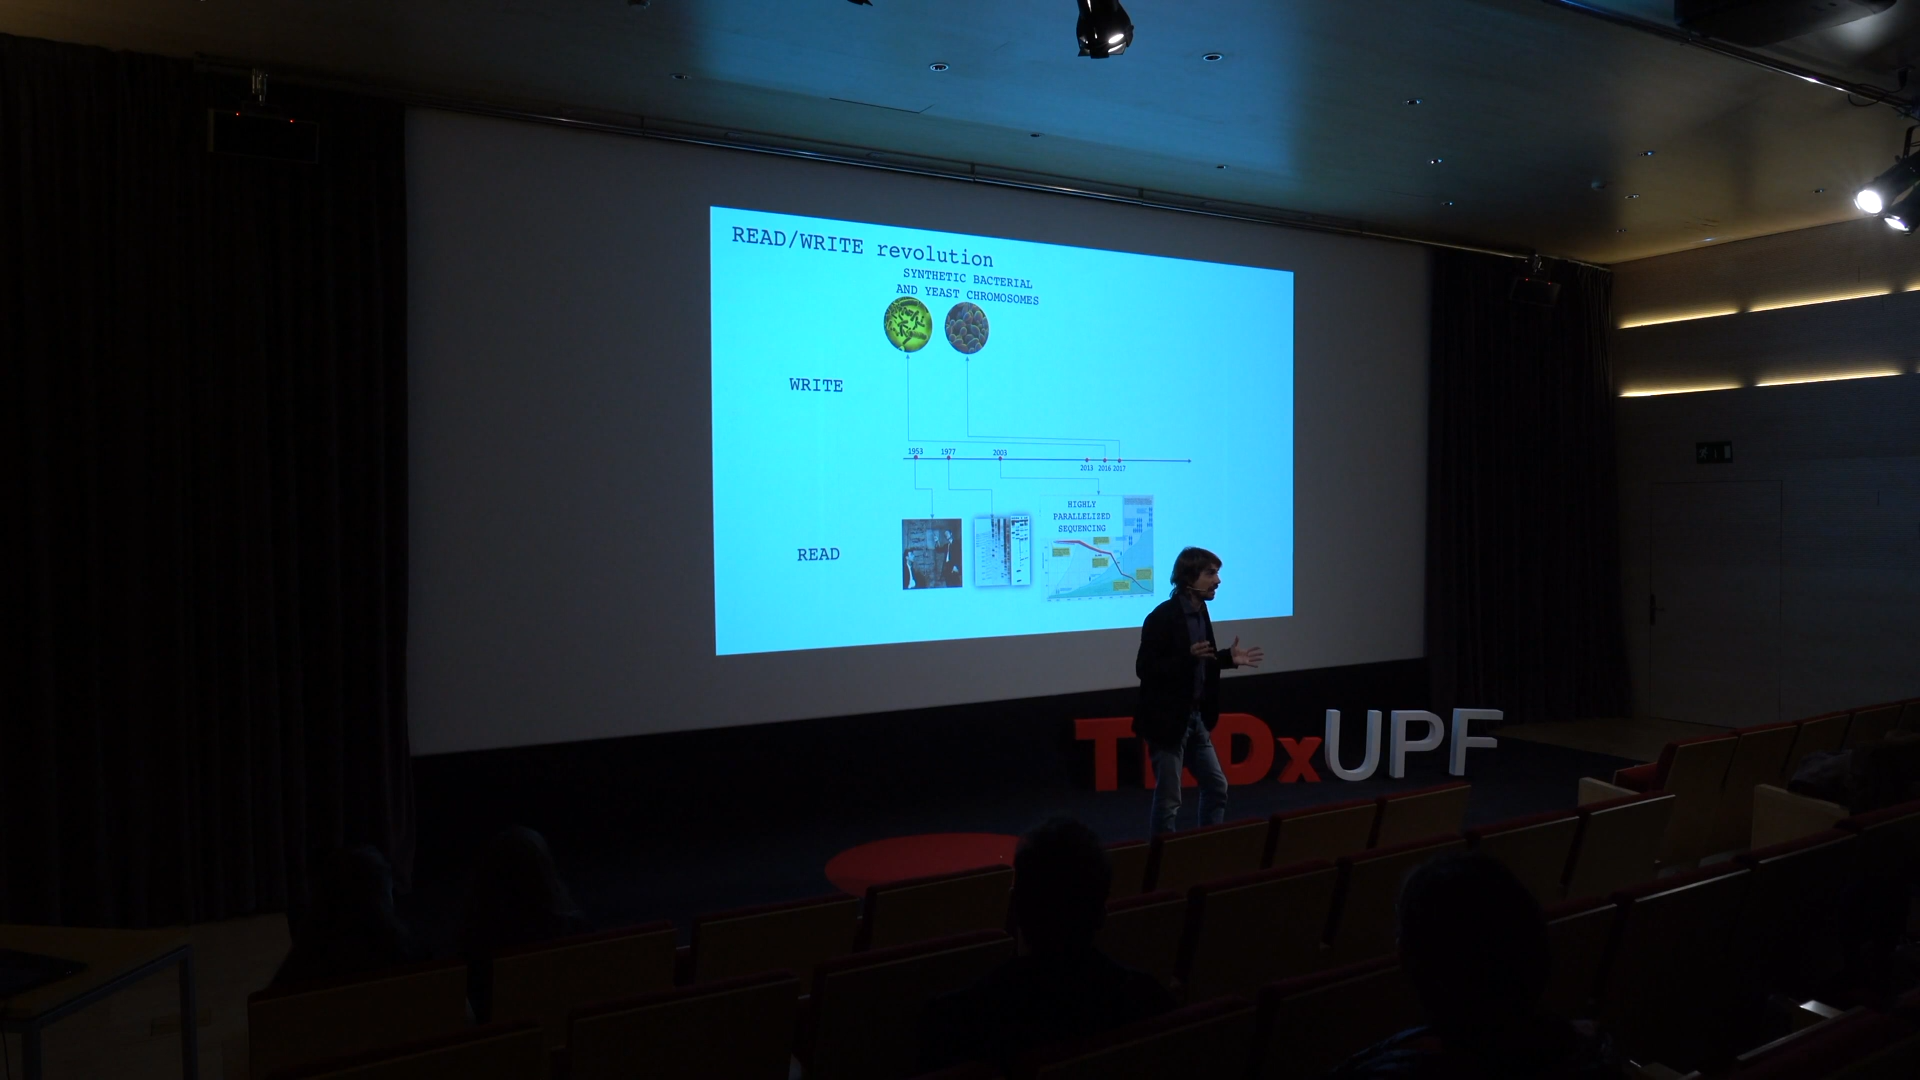 READ/WRITE revolution
SYNTHETIC BACTERIAL
AND YEAST CHROMOSOMES
WRITE
1953 1977 2003
2013 2016 2017
HIGHLY
PARALLELIZED
SEQUENCING
READ
TEDxUPF